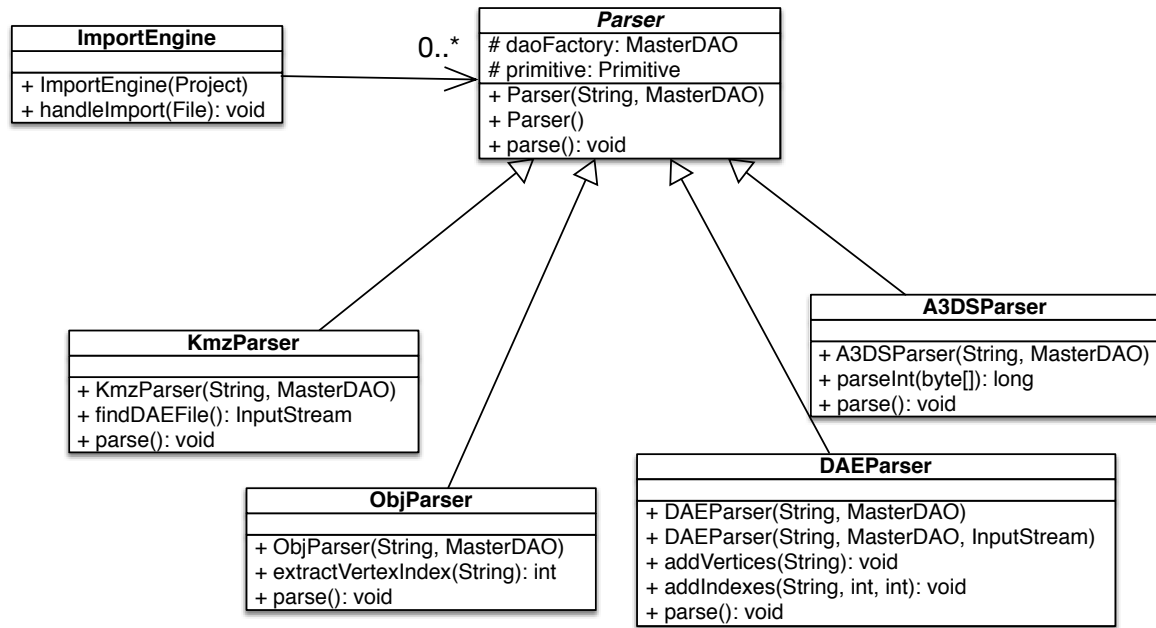 ImportEngine
+ ImportEngine(Project)
+ handleImport(File): void
0..*
Parser
# daoFactory: MasterDAO
# primitive: Primitive
+ Parser(String, MasterDAO)
+ Parser()
+ parse(): void
KmzParser
+ KmzParser(String, MasterDAO)
+ findDAEFile(): InputStream
+ parse(): void
A3DSParser
+ A3DSParser(String, MasterDAO)
+ parseInt(byte[]): long
+ parse(): void
ObjParser
+ ObjParser(String, MasterDAO)
+ extractVertexIndex(String): int
+ parse(): void
DAEParser
+ DAEParser(String, MasterDAO)
+ DAEParser(String, MasterDAO, InputStream)
+ addVertices(String): void
+ addIndexes(String, int, int): void
+ parse(): void